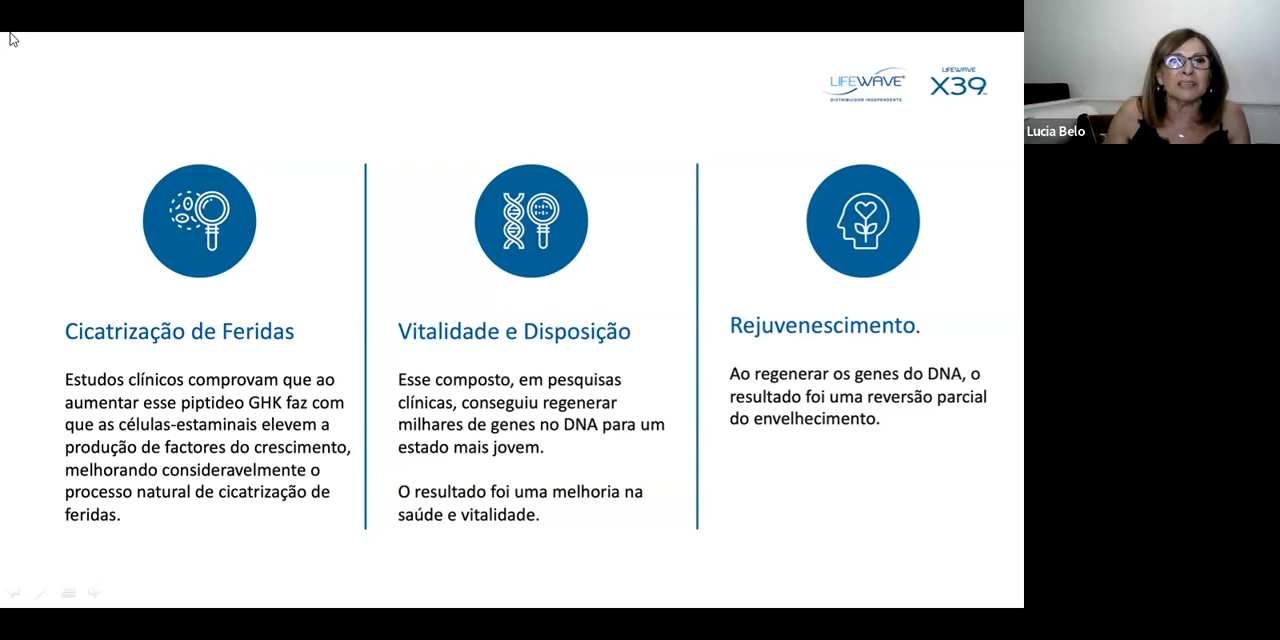 LIFEWAVE®
DISTRIBUIDOR INDEPENDENTE
LIFEWAVE
X39
Lucia Belo
Cicatrização de Feridas
Estudos clínicos comprovam que ao
aumentar esse piptideo GHK faz com
que as células-estaminais elevem a
produção de factores do crescimento,
melhorando consideravelmente o
processo natural de cicatrização de
feridas.
Vitalidade e Disposição
Esse composto, em pesquisas
clínicas, conseguiu regenerar
milhares de genes no DNA para um
estado mais jovem.
O resultado foi uma melhoria na
saúde e vitalidade.
Rejuvenescimento.
Ao regenerar os genes do DNA, o
resultado foi uma reversão parcial
do envelhecimento.